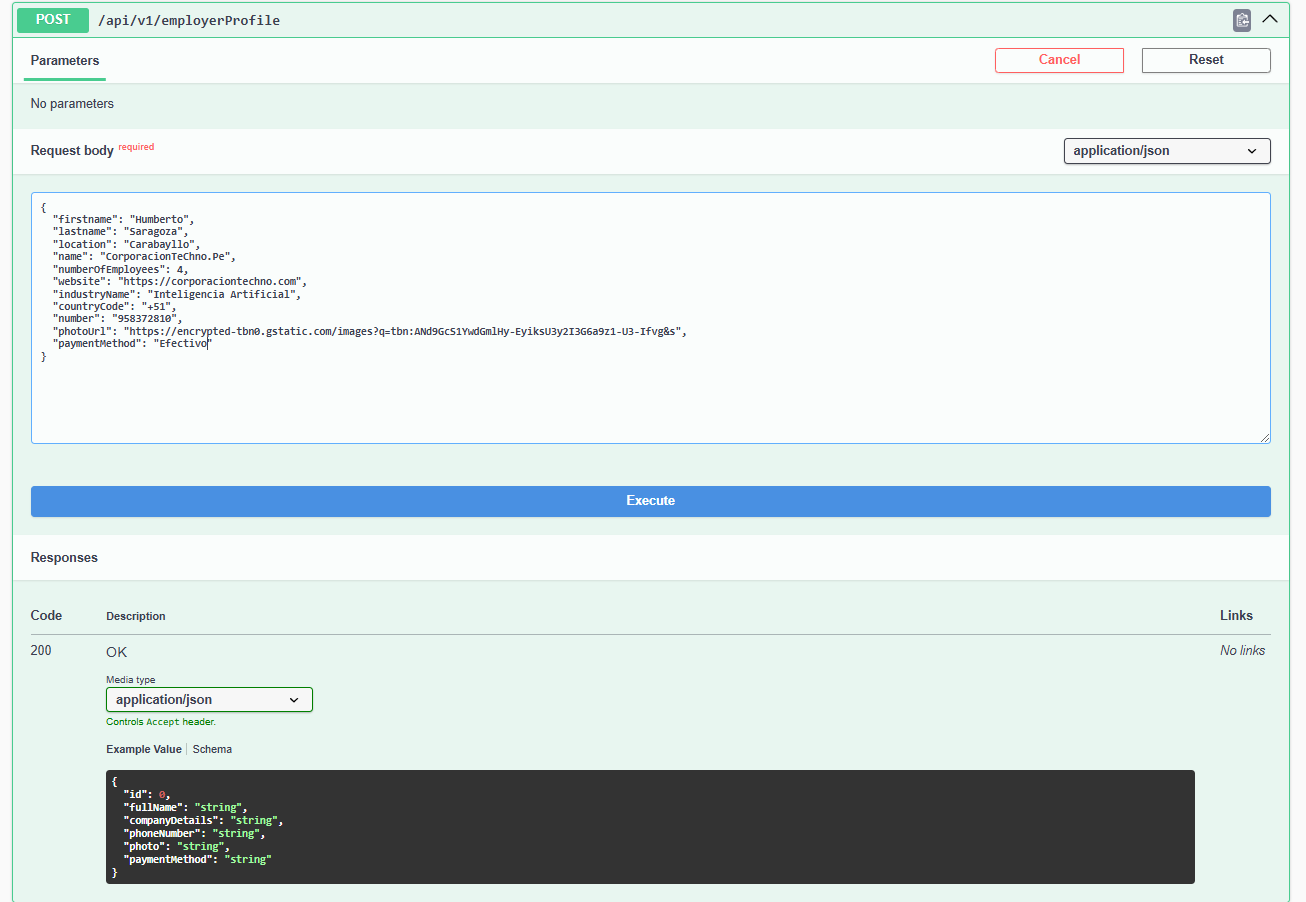 POST /api/v1/employerProfile
Parameters Cancel Reset
No parameters
Request body required application/json
{
  "firstname": "Humberto",
  "lastname": "Saragoza",
  "location": "Carabayllo",
  "name": "CorporacionTeChno.Pe",
  "numberOfEmployees": 4,
  "website": "https://corporaciontechno.com",
  "industryName": "Inteligencia Artificial",
  "countryCode": "+51",
  "number": "958372810",
  "photoUrl": "https://encrypted-tbn0.gstatic.com/images?q=tbn:ANd9GcS1YwdGmlHy-EyiksU3y2I3G6a9z1-U3-Ifvg&s",
  "paymentMethod": "Efectivo"
}
Execute
Responses
Code Description Links
200 OK No links
Media type
application/json
Controls Accept header.
Example Value Schema
{
  "id": 0,
  "fullName": "string",
  "companyDetails": "string",
  "phoneNumber": "string",
  "photo": "string",
  "paymentMethod": "string"
}